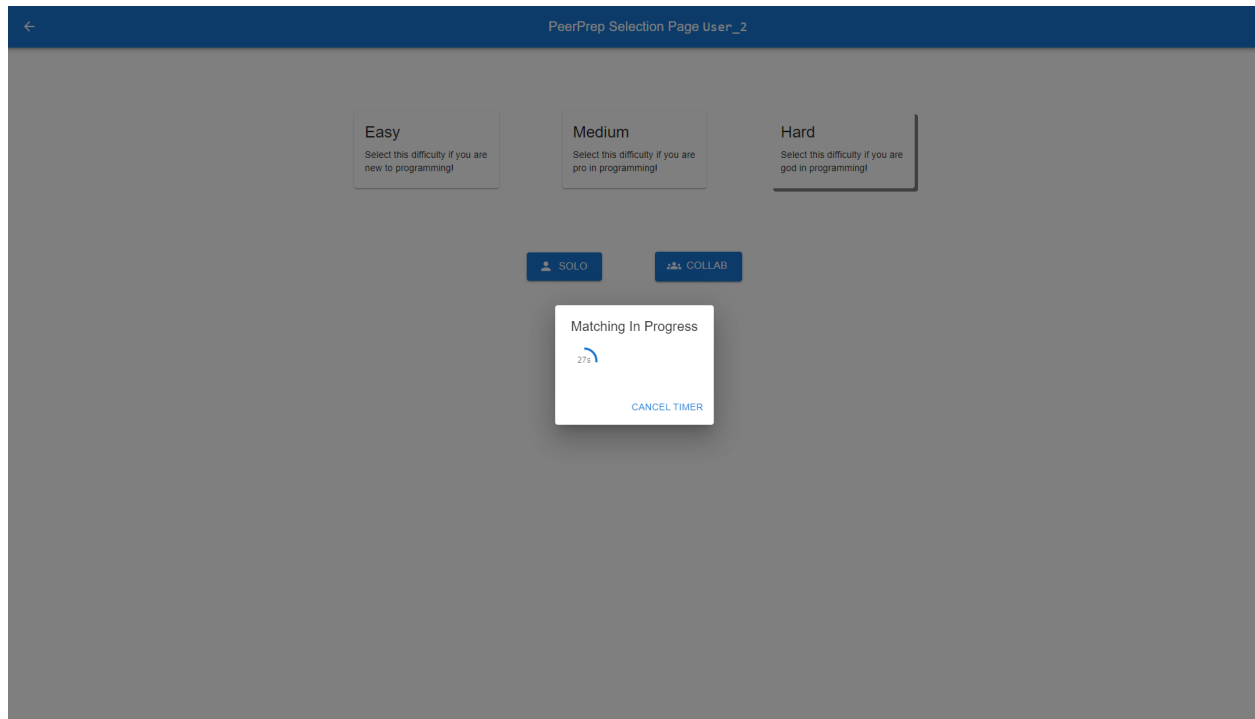 PeerPrep Selection Page User_2
Easy
Select this difficulty if you are
new to programming!
Medium
Select this difficulty if you are
pro in programming!
Hard
Select this difficulty if you are
god in programming!
SOLO
COLLAB
Matching In Progress
27s
CANCEL TIMER